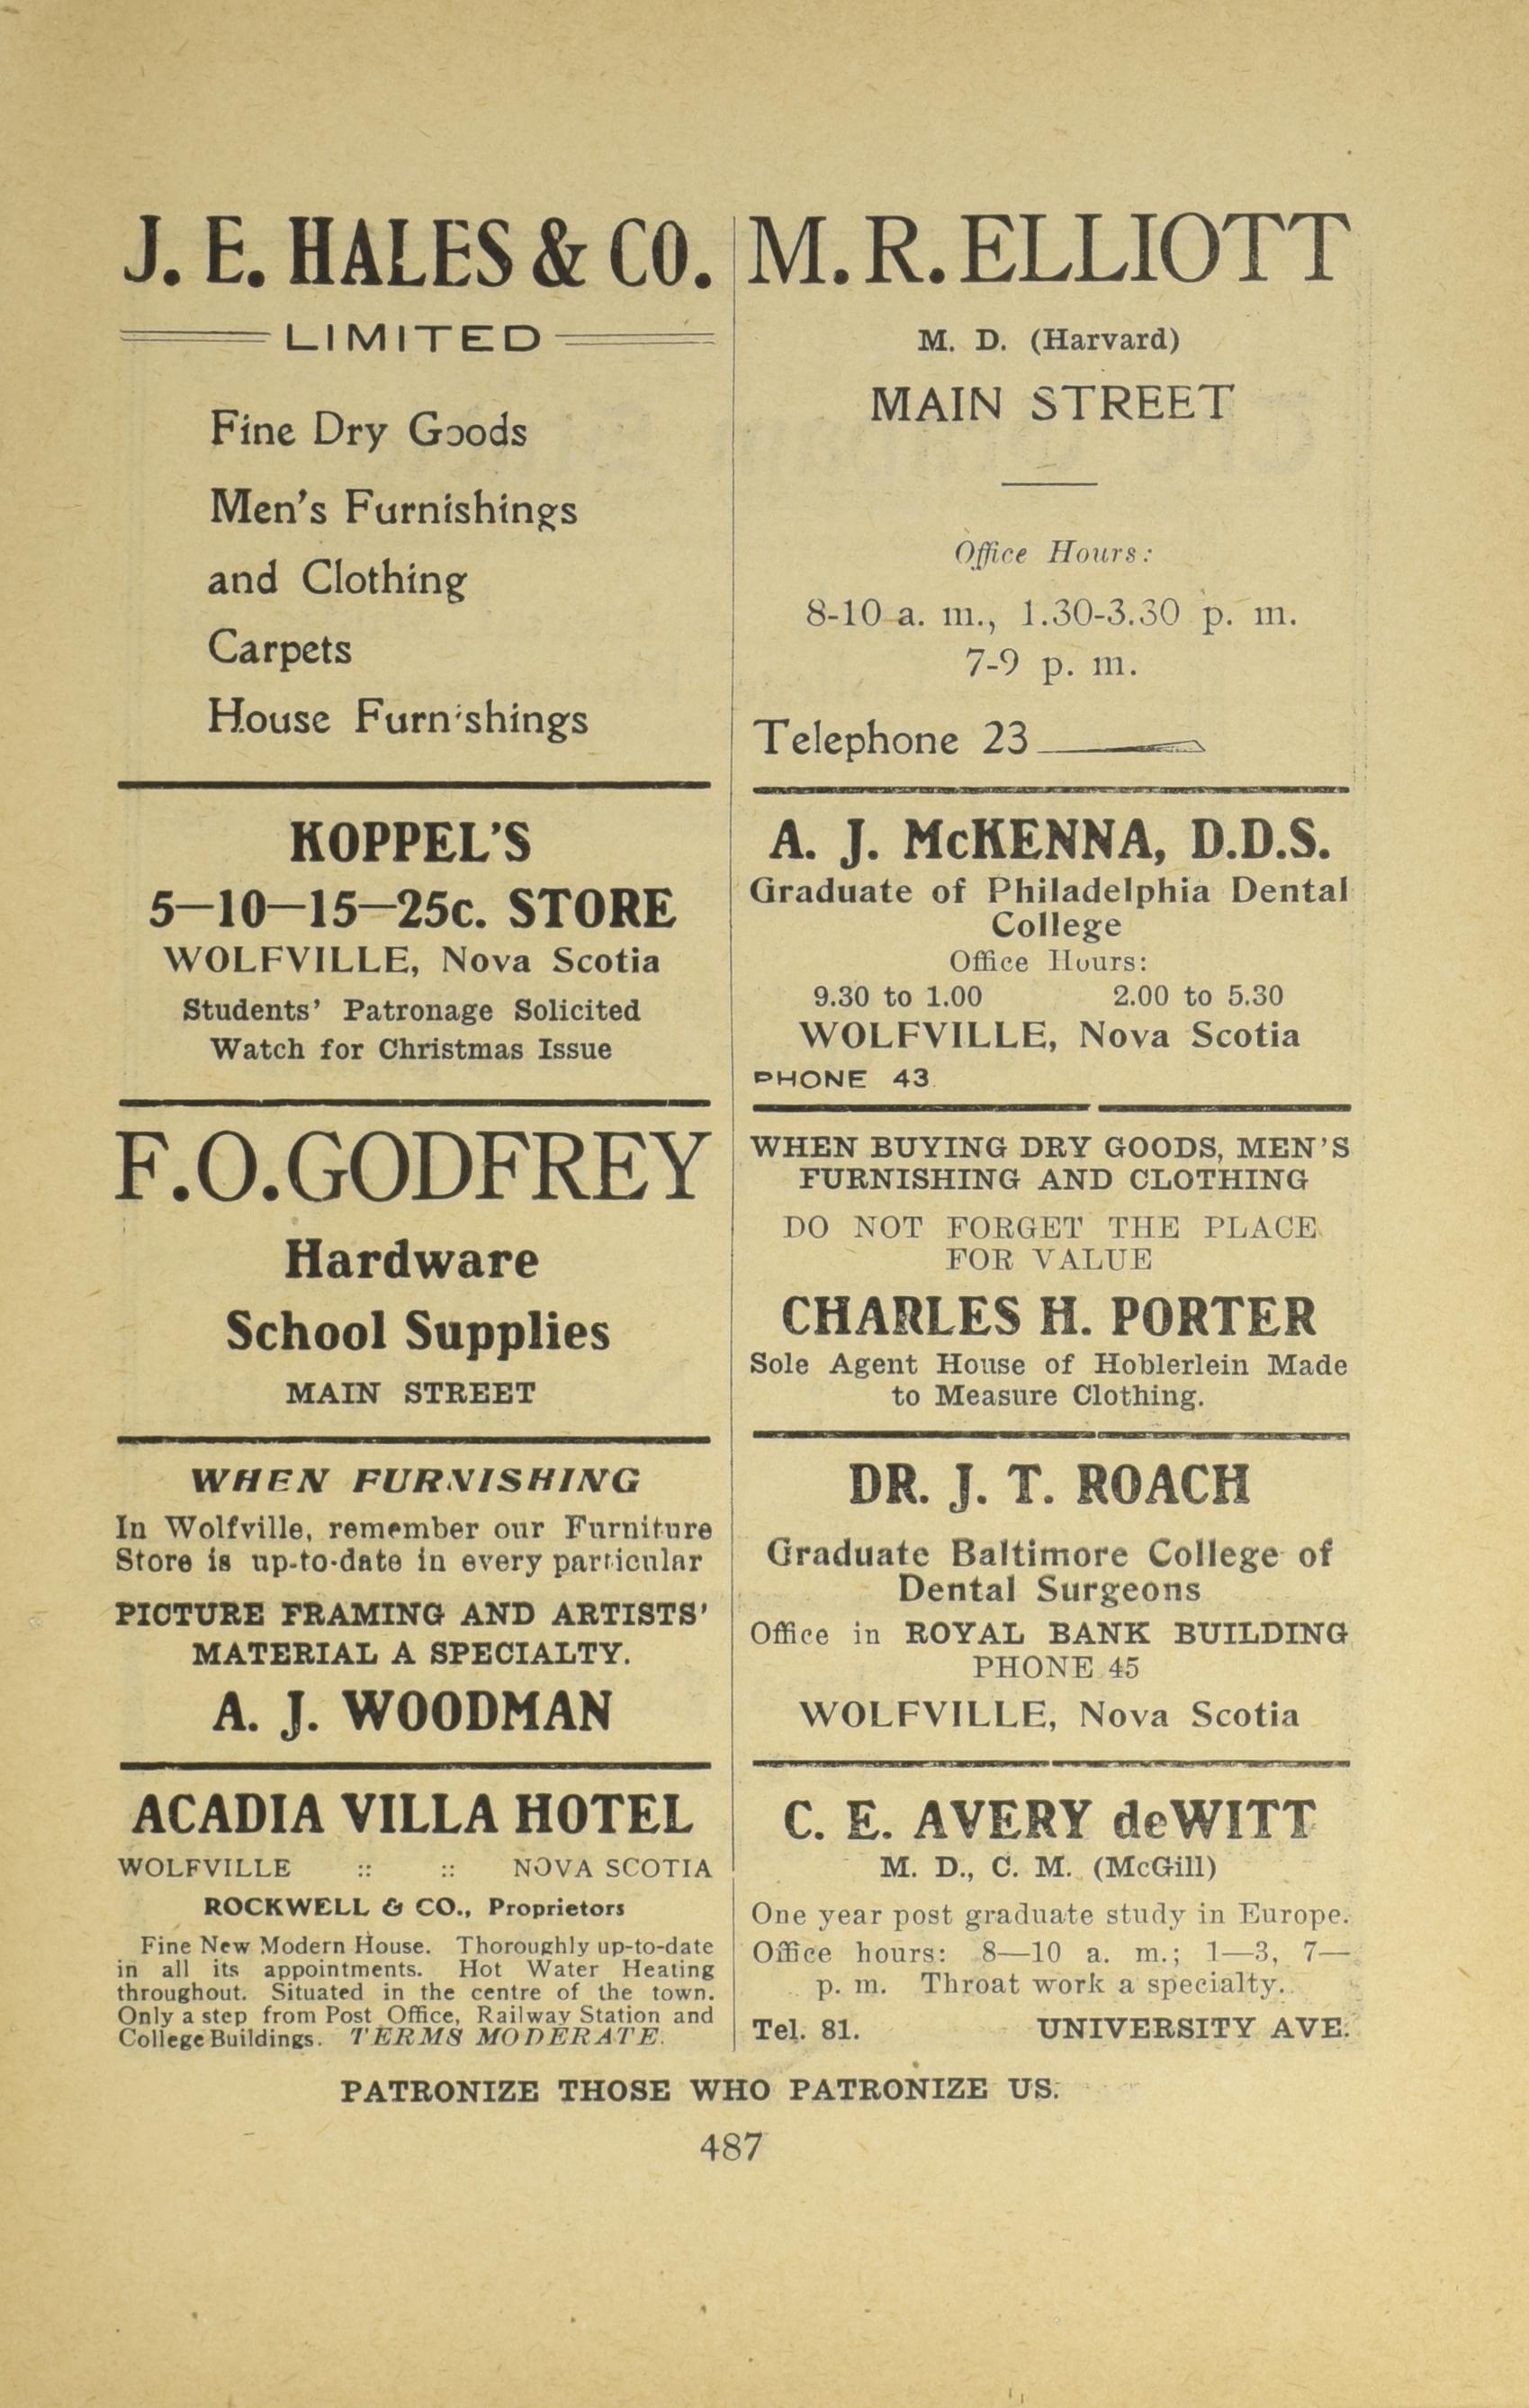 J. E. HALES & CO.
LIMITED
Fine Dry Goods
Men's Furnishings
and Clothing
Carpets
House Furnishings
KOPPEL'S
5—10—15—25c. STORE
WOLFVILLE, Nova Scotia
Students' Patronage Solicited
Watch for Christmas Issue
F. O. GODFREY
Hardware
School Supplies
MAIN STREET
WHEN FURNISHING
In Wolfville, remember our Furniture
Store is up-to-date in every particular
PICTURE FRAMING AND ARTISTS'
MATERIAL A SPECIALTY.
A. J. WOODMAN
ACADIA VILLA HOTEL
WOLFVILLE :: :: NOVA SCOTIA
ROCKWELL & CO., Proprietors
Fine New Modern House. Thoroughly up-to-date
in all its appointments. Hot Water Heating
throughout. Situated in the centre of the town.
Only a step from Post Office, Railway Station and
College Buildings. TERMS MODERATE.
M. R. ELLIOTT
M. D. (Harvard)
MAIN STREET
Office Hours:
8-10 a. m., 1.30-3.30 p. m.
7-9 p. m.
Telephone 23
A. J. McKENNA, D.D.S.
Graduate of Philadelphia Dental
College
Office Hours:
9.30 to 1.00 2.00 to 5.30
WOLFVILLE, Nova Scotia
PHONE 43
WHEN BUYING DRY GOODS, MEN'S
FURNISHING AND CLOTHING
DO NOT FORGET THE PLACE
FOR VALUE
CHARLES H. PORTER
Sole Agent House of Hoblerlein Made
to Measure Clothing.
DR. J. T. ROACH
Graduate Baltimore College of
Dental Surgeons
Office in ROYAL BANK BUILDING
PHONE 45
WOLFVILLE, Nova Scotia
C. E. AVERY deWITT
M. D., C. M. (McGill)
One year post graduate study in Europe.
Office hours: 8—10 a. m.; 1—3, 7—
p. m. Throat work a specialty.
Tel. 81. UNIVERSITY AVE.
PATRONIZE THOSE WHO PATRONIZE US.
487